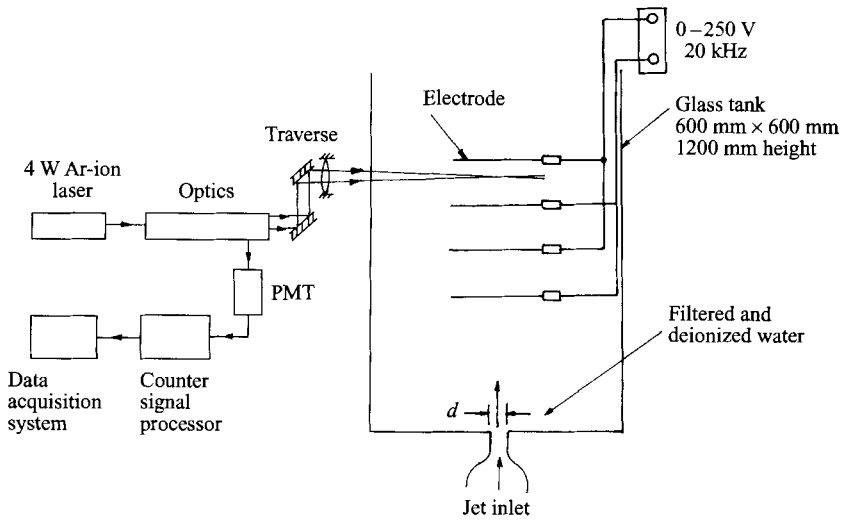 0–250 V
20 kHz
Electrode
Glass tank
600 mm × 600 mm
1200 mm height
Traverse
4 W Ar-ion
laser
Optics
PMT
Filtered and
deionized water
Data
acquisition
system
Counter
signal
processor
d
Jet inlet